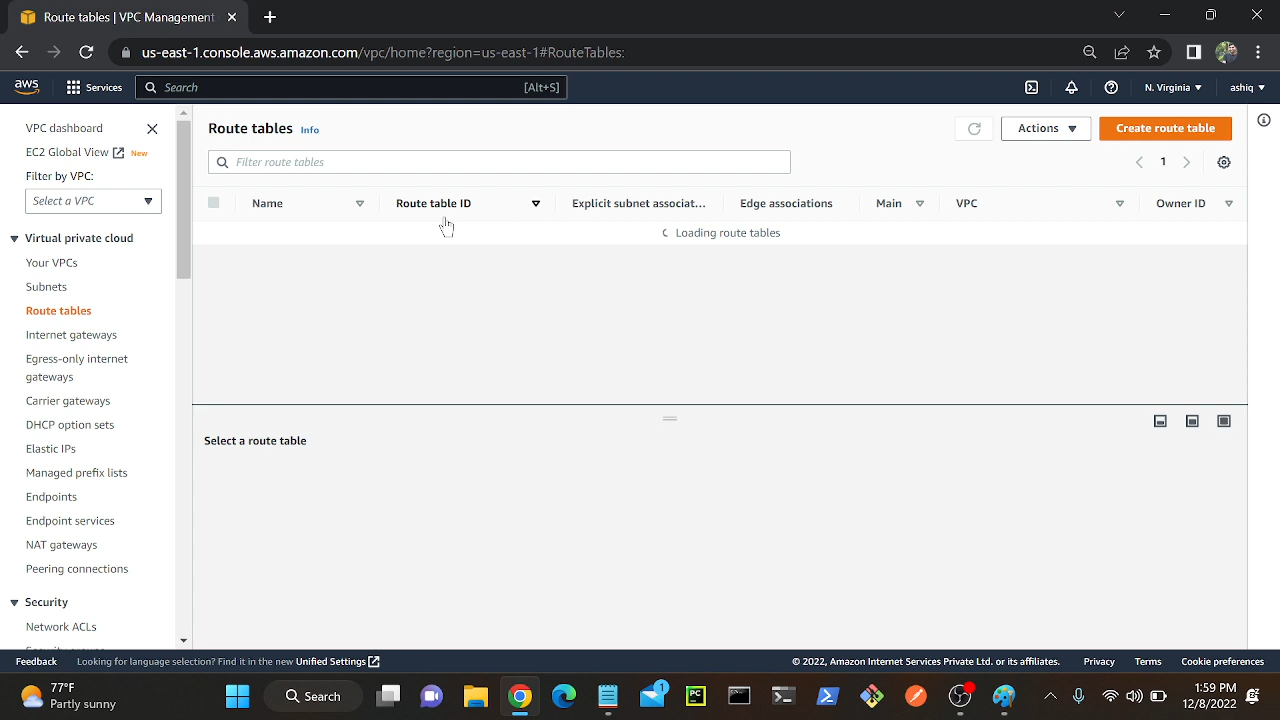 Route tables | VPC Management
us-east-1.console.aws.amazon.com/vpc/home?region=us-east-1#RouteTables:
aws
Services
Search
[Alt+S]
N. Virginia
ashiq
VPC dashboard
EC2 Global View
New
Filter by VPC:
Select a VPC
Virtual private cloud
Your VPCs
Subnets
Route tables
Internet gateways
Egress-only internet
gateways
Carrier gateways
DHCP option sets
Elastic IPs
Managed prefix lists
Endpoints
Endpoint services
NAT gateways
Peering connections
Security
Network ACLs
Route tables
Info
Actions
Create route table
Filter route tables
1
Name
Route table ID
Explicit subnet associat...
Edge associations
Main
VPC
Owner ID
Loading route tables
Select a route table
Feedback
Looking for language selection? Find it in the new Unified Settings
© 2022, Amazon Internet Services Private Ltd. or its affiliates.
Privacy
Terms
Cookie preferences
77°F
Partly sunny
Search
1
PC
1:59 PM
12/8/2022